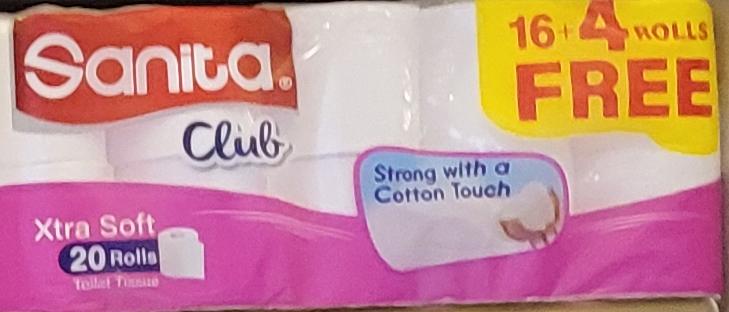 Sanita®
Club
16+4 ROLLS
FREE
Strong with a
Cotton Touch
Xtra Soft
20 Rolls
Toilet Tissue